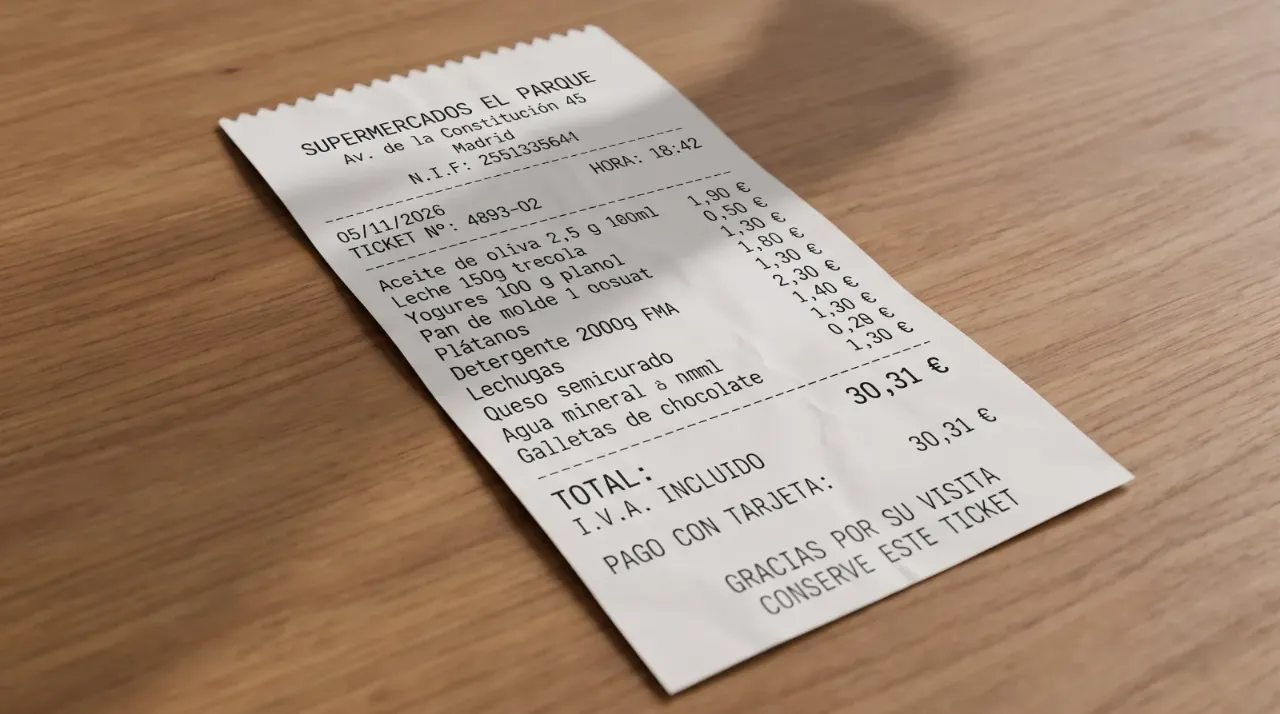 SUPERMERCADOS EL PARQUE
Av. de la Constitución 45
Madrid
N.I.F: 2551335641
05/11/2026 HORA: 18:42
TICKET Nº: 4893-02
Aceite de oliva 2,5 g 100ml 1,90 €
Leche 150g trecola 0,50 €
Yogures 100 g planol 1,30 €
Pan de molde 1 cosuat 1,80 €
Plátanos 1,30 €
Detergente 2000g FMA 2,30 €
Lechugas 1,40 €
Queso semicurado 1,30 €
Agua mineral 0,20 €
Galletas de chocolate 1,30 €
TOTAL: 30,31 €
I.V.A. INCLUIDO
PAGO CON TARJETA: 30,31 €
GRACIAS POR SU VISITA
CONSERVE ESTE TICKET